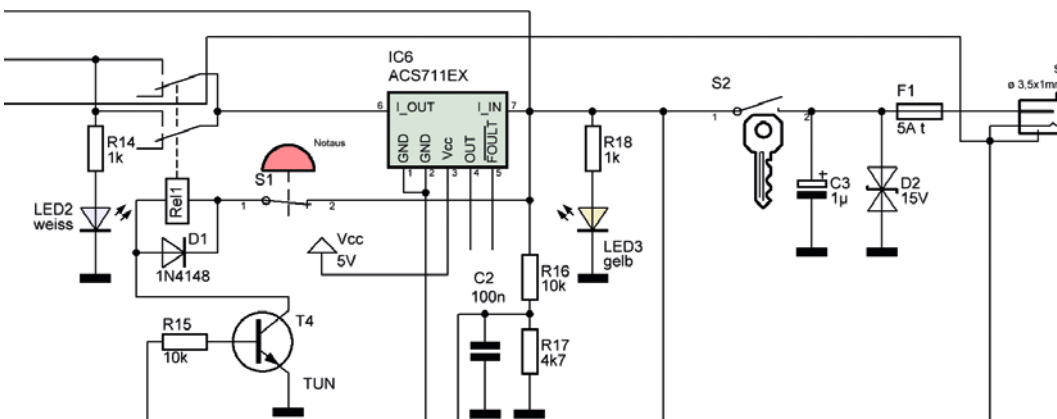 IC6
ACS711EX
6
I_OUT
I_IN
7
GND
GND
Vcc
OUT
FOULT
1
2
3
4
5
R14
1k
LED2
weiss
Rel1
D1
1N4148
S1
Notaus
1
2
Vcc
5V
R15
10k
T4
TUN
C2
100n
R16
10k
R17
4k7
R18
1k
LED3
gelb
S2
1
2
C3
1µ
+
D2
15V
F1
5A t
S
ø 3,5x1mm